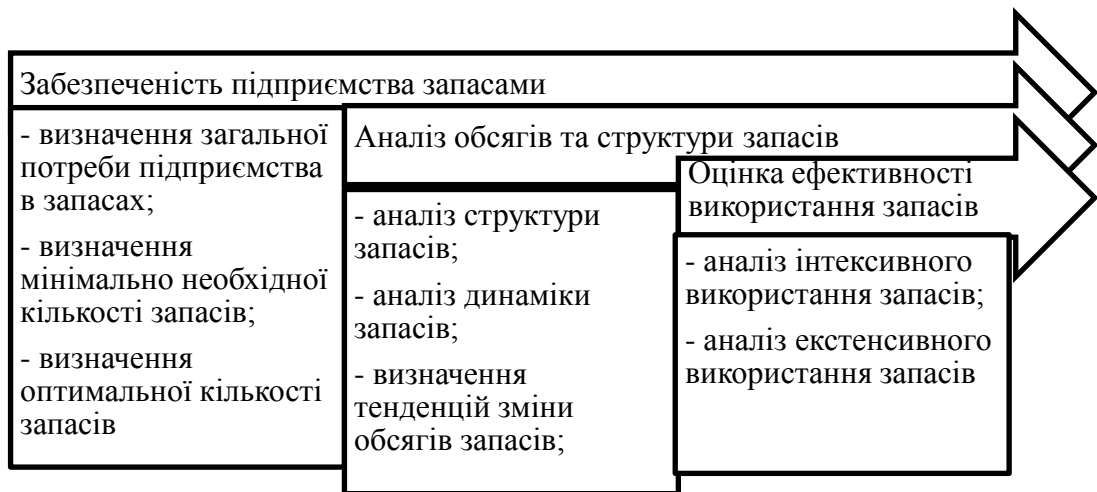 Забезпеченість підприємства запасами
- визначення загальної
потреби підприємства
в запасах;
- визначення
мінімально необхідної
кількості запасів;
- визначення
оптимальної кількості
запасів
Аналіз обсягів та структури запасів
- аналіз структури
запасів;
- аналіз динаміки
запасів;
- визначення
тенденцій зміни
обсягів запасів;
Оцінка ефективності
використання запасів
- аналіз інтексивного
використання запасів;
- аналіз екстенсивного
використання запасів